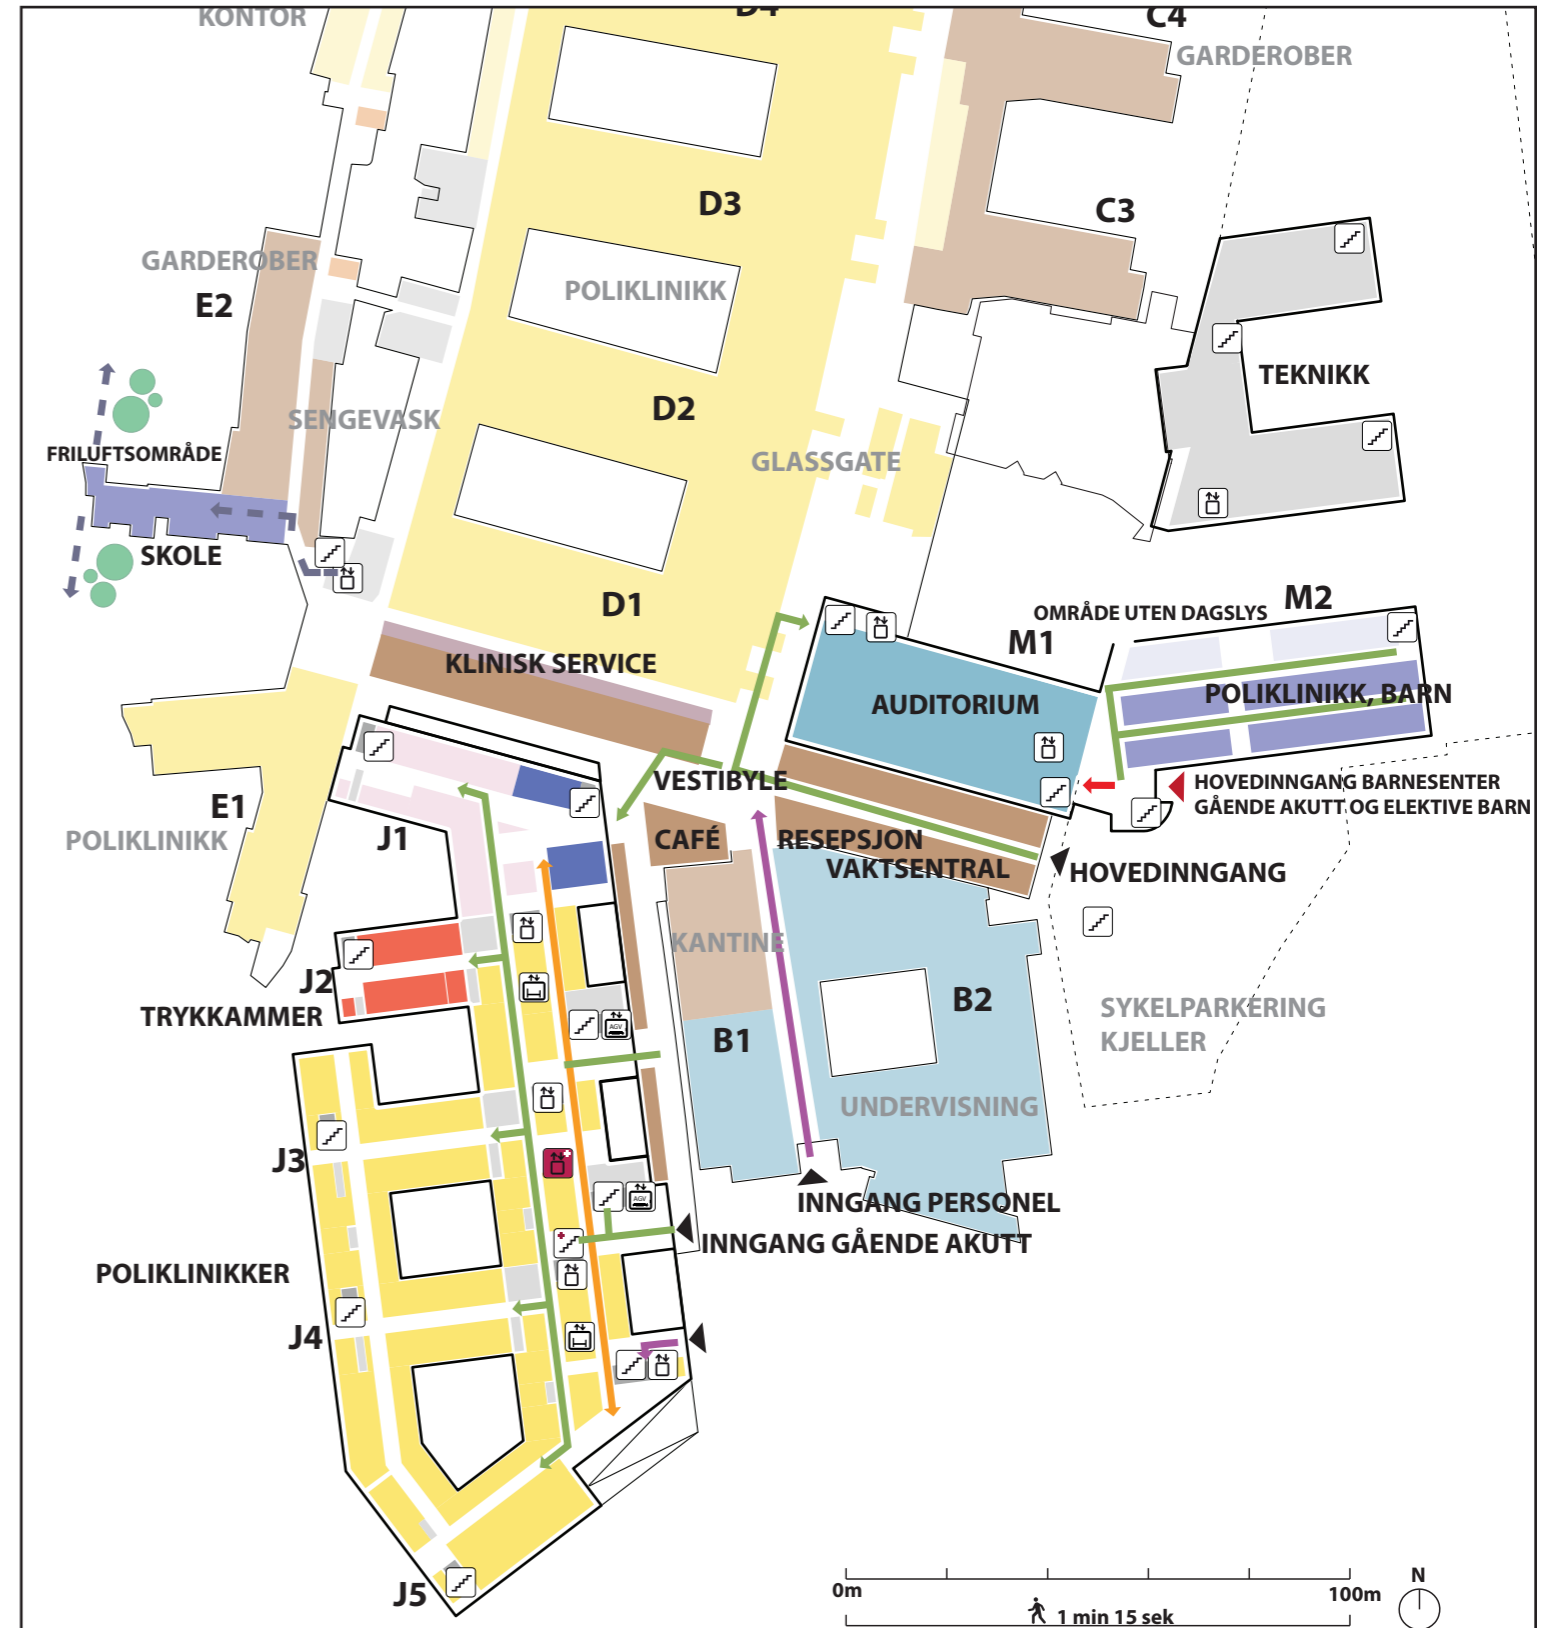 D4
C4
KONTOR
GARDEROBER
D3
C3
GARDEROBER
E2
POLIKLINIKK
TEKNIKK
D2
SENGEVASK
FRILUFTSOMRÅDE
GLASSGATE
SKOLE
D1
OMRÅDE UTEN DAGSLYS
M2
M1
KLINISK SERVICE
AUDITORIUM
POLIKLINIKK, BARN
VESTIBYLE
HOVEDINNGANG BARNESENTER
GÅENDE AKUTT OG ELEKTIVE BARN
E1
POLIKLINIKK
J1
CAFÉ
RESEPSJON
VAKTSENTRAL
HOVEDINNGANG
KANTINE
J2
TRYKKAMMER
B2
SYKELPARKERING
KJELLER
AGV
B1
UNDERVISNING
J3
AGV
INNGANG PERSONEL
INNGANG GÅENDE AKUTT
POLIKLINIKKER
J4
J5
0m
100m
N
1 min 15 sek